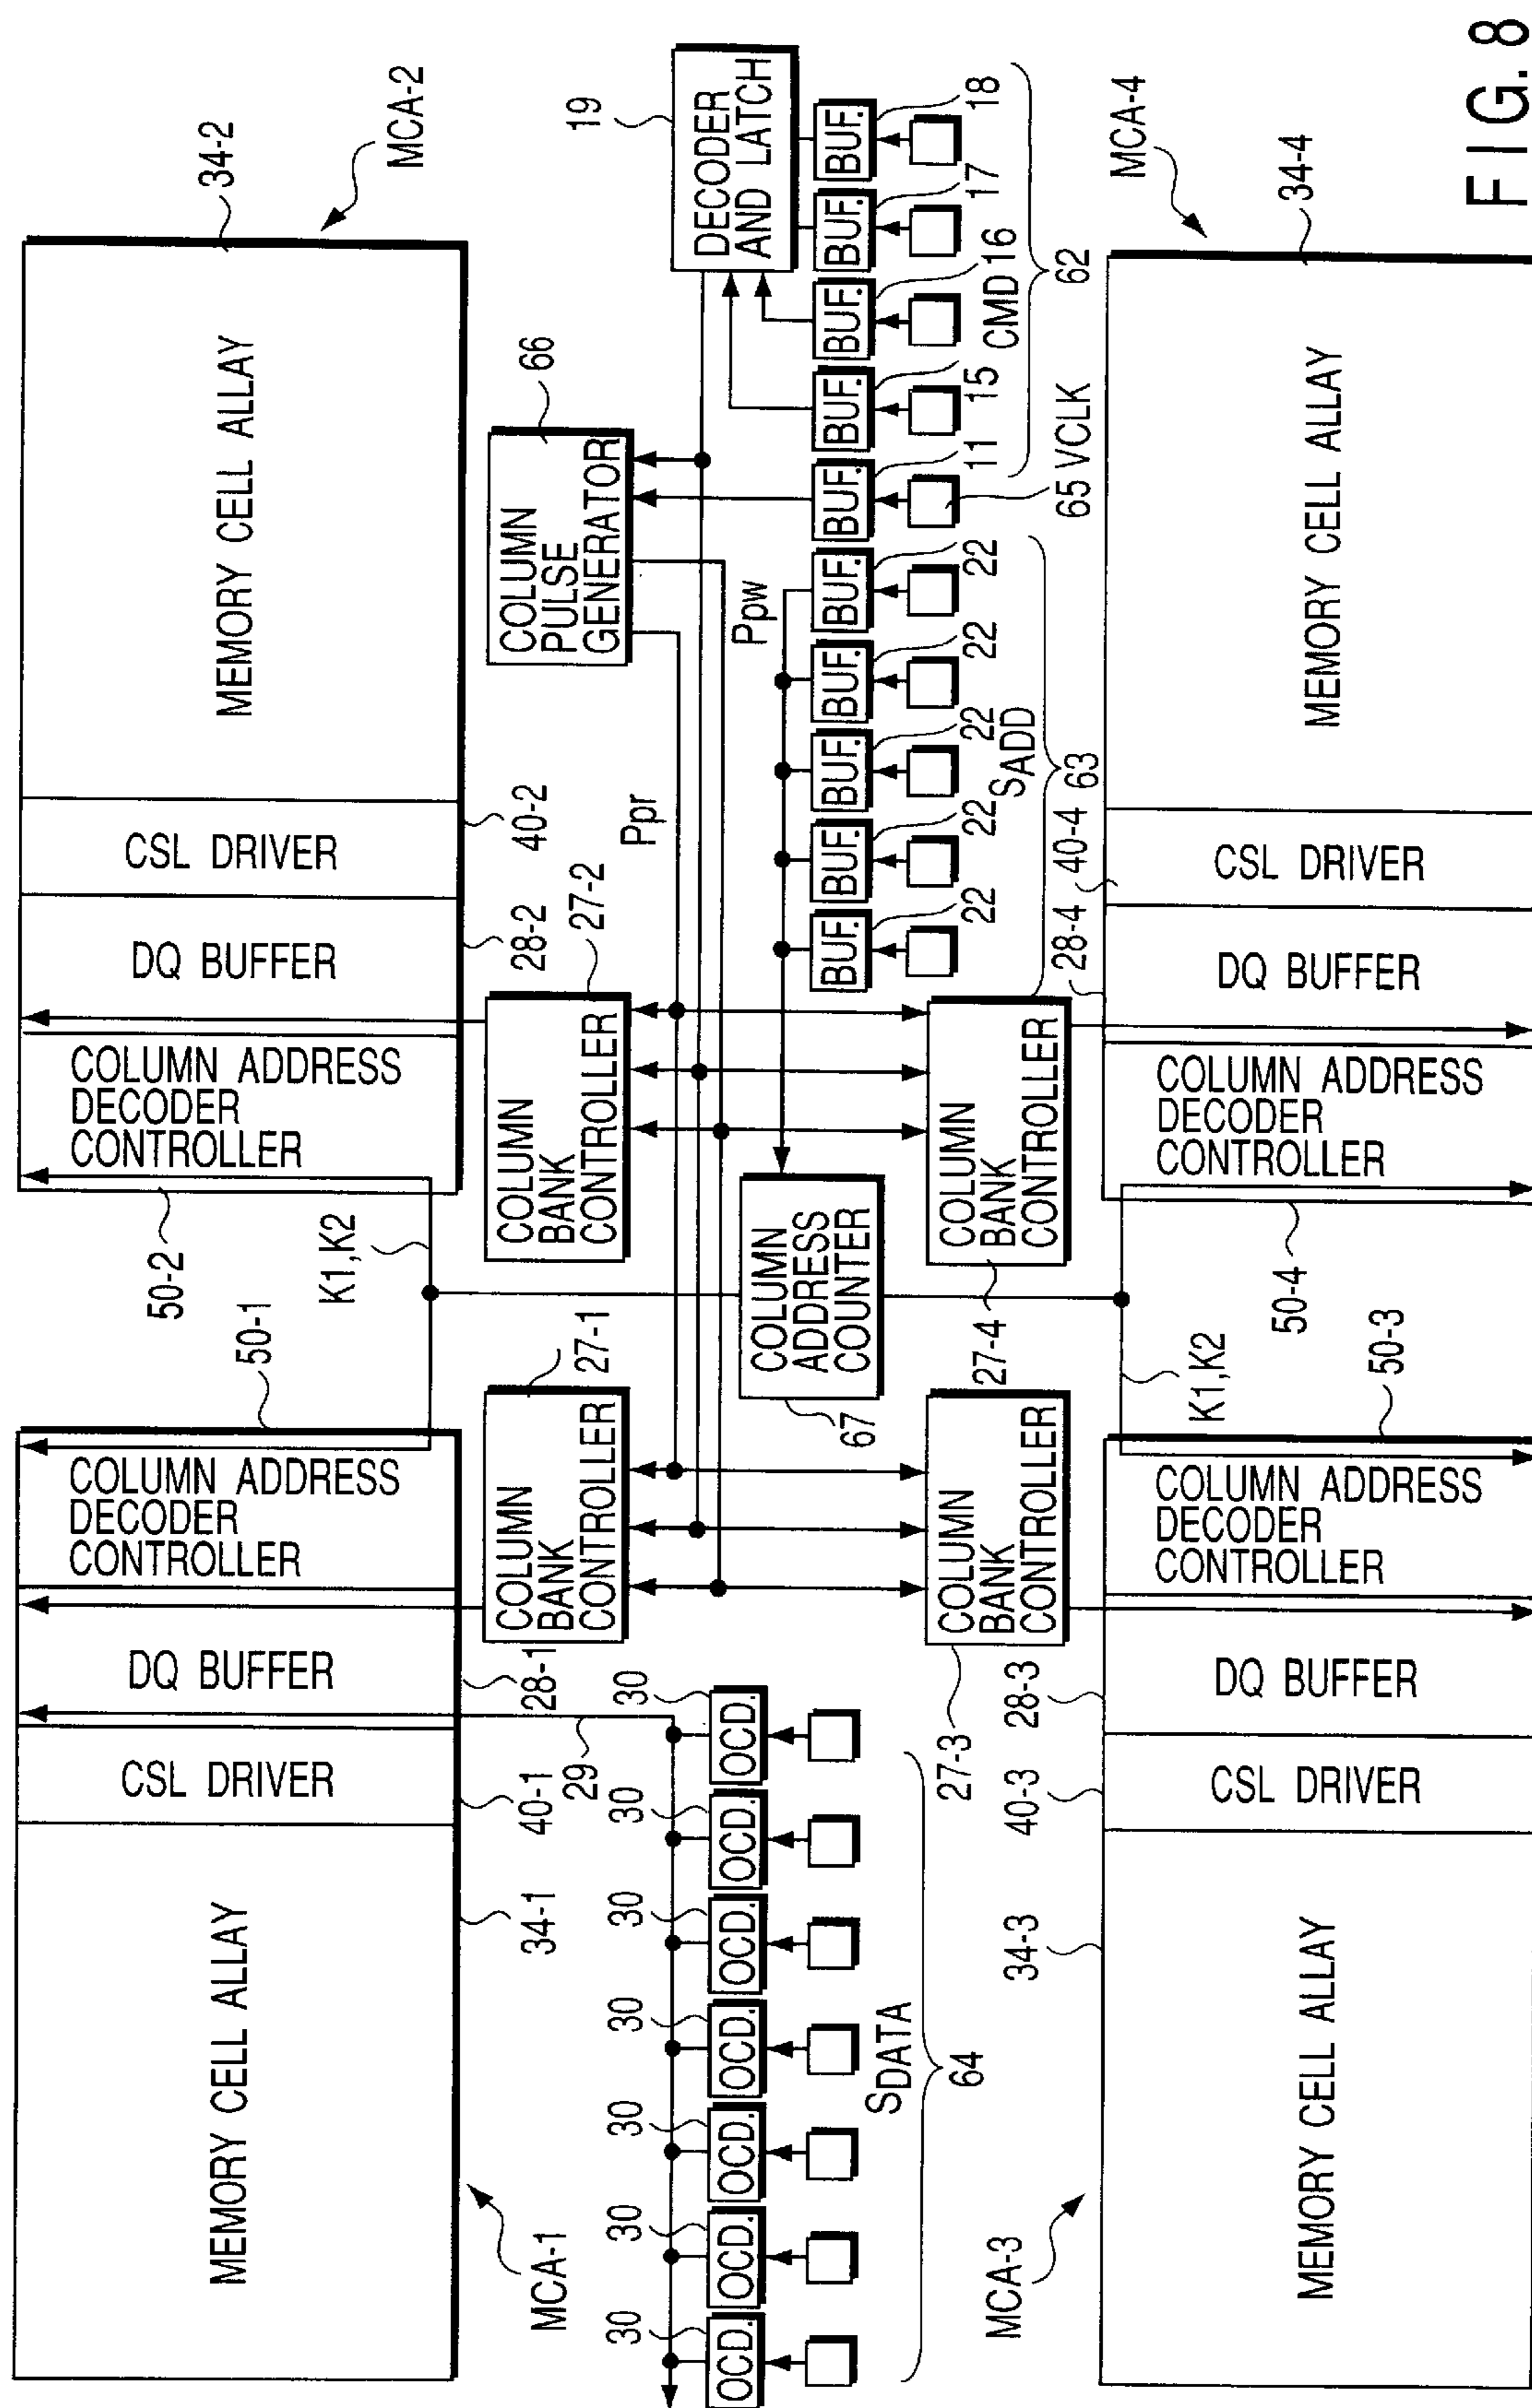 MEMORY CELL ALLAY
CSL DRIVER
DQ BUFFER
COLUMN ADDRESS
DECODER
CONTROLLER
50-1
MCA-1
34-1
40-1
28-1
29
COLUMN ADDRESS
DECODER
CONTROLLER
DQ BUFFER
CSL DRIVER
MEMORY CELL ALLAY
50-2
K1,K2
28-2
40-2
34-2
MCA-2
COLUMN
BANK
CONTROLLER
27-1
COLUMN
BANK
CONTROLLER
27-2
Ppr
COLUMN
PULSE
GENERATOR
66
Ppw
DECODER
AND LATCH
19
30
30
30
30
30
30
30
OCD.
OCD.
OCD.
OCD.
OCD.
OCD.
OCD.
SDATA
64
COLUMN
ADDRESS
COUNTER
67
BUF.
BUF.
BUF.
BUF.
BUF.
BUF.
BUF.
BUF.
BUF.
BUF.
22
22
22
22
22
11
15
16
17
18
SADD
63
65
VCLK
CMD
62
COLUMN
BANK
CONTROLLER
27-3
COLUMN
BANK
CONTROLLER
27-4
MCA-3
34-3
40-3
28-3
K1,K2
50-3
MEMORY CELL ALLAY
CSL DRIVER
DQ BUFFER
COLUMN ADDRESS
DECODER
CONTROLLER
50-4
28-4
40-4
MCA-4
34-4
COLUMN ADDRESS
DECODER
CONTROLLER
DQ BUFFER
CSL DRIVER
MEMORY CELL ALLAY
FIG. 8